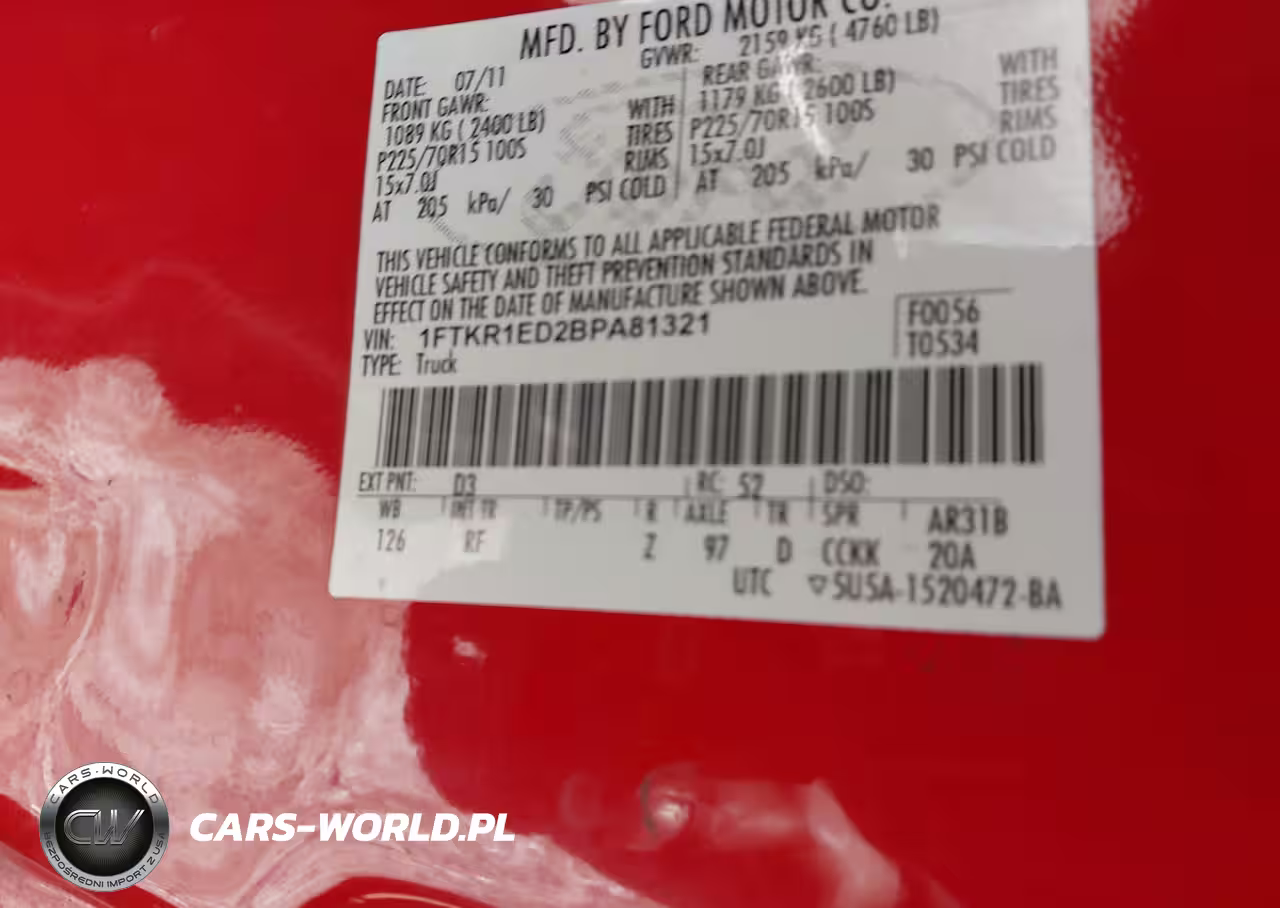 MFD. BY FORD MOTOR CO.
DATE: 07/11 GVWR: 2159 KG ( 4760 LB)
FRONT GAWR: REAR GAWR:
1089 KG ( 2400 LB) WITH 1179 KG ( 2600 LB) WITH
P225/70R15 100S TIRES P225/70R15 100S TIRES
15x7.0J RIMS 15x7.0J RIMS
AT 205 kPa/ 30 PSI COLD AT 205 kPa/ 30 PSI COLD
THIS VEHICLE CONFORMS TO ALL APPLICABLE FEDERAL MOTOR
VEHICLE SAFETY AND THEFT PREVENTION STANDARDS IN
EFFECT ON THE DATE OF MANUFACTURE SHOWN ABOVE.
VIN: 1FTKR1ED2BPA81321 F0056
TYPE: Truck T0534
EXT PNT: D3 RC: 52 DSO:
WB INT TR TP/PS R AXLE TR SPR AR31B
126 RF Z 97 D CCKK 20A
UTC ▽5U5A-1520472-BA
CARS-WORLD
CW
BEZPOŚREDNI IMPORT Z USA
CARS-WORLD.PL